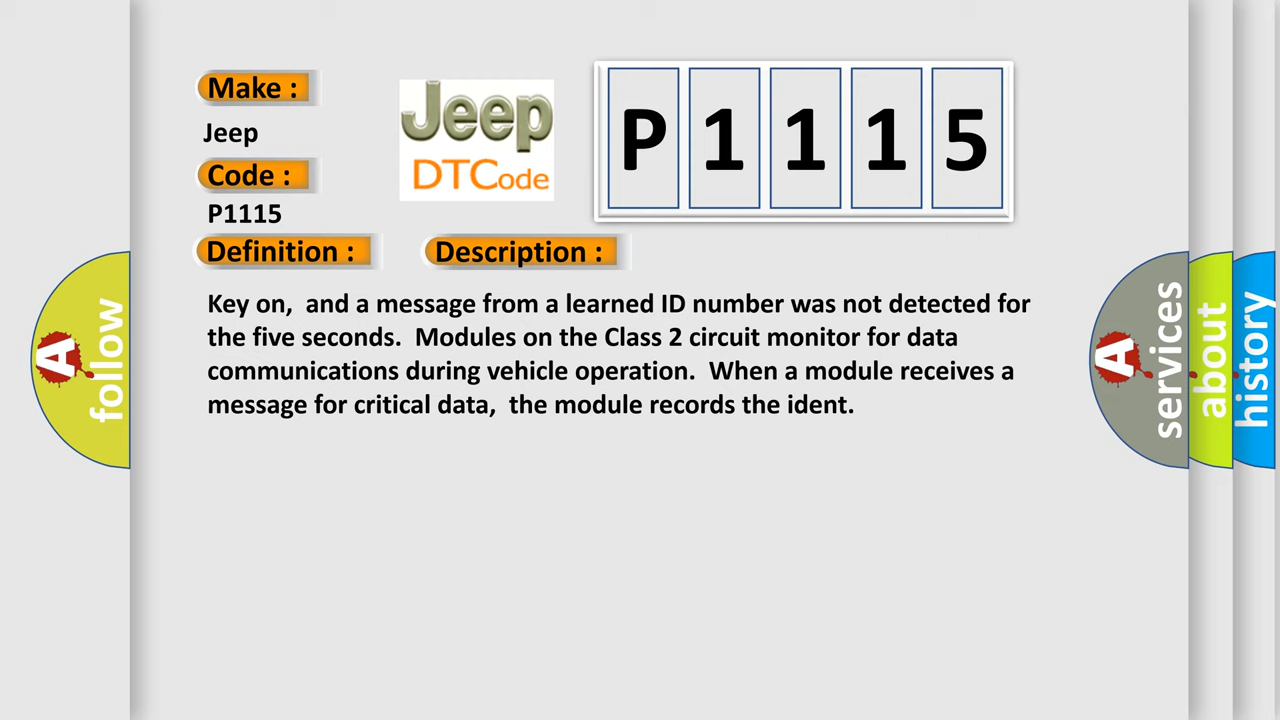 Make :
Jeep
Code :
P1115
Definition :
Description :
Jeep
DTCode
P 1 1 1 5
Key on,  and a message from a learned ID number was not detected for
the five seconds  Modules on the Class 2 circuit monitor for data
communications during vehicle operation  When a module receives a
message for critical data,  the module records the ident.
A
follow
A
services
about
history